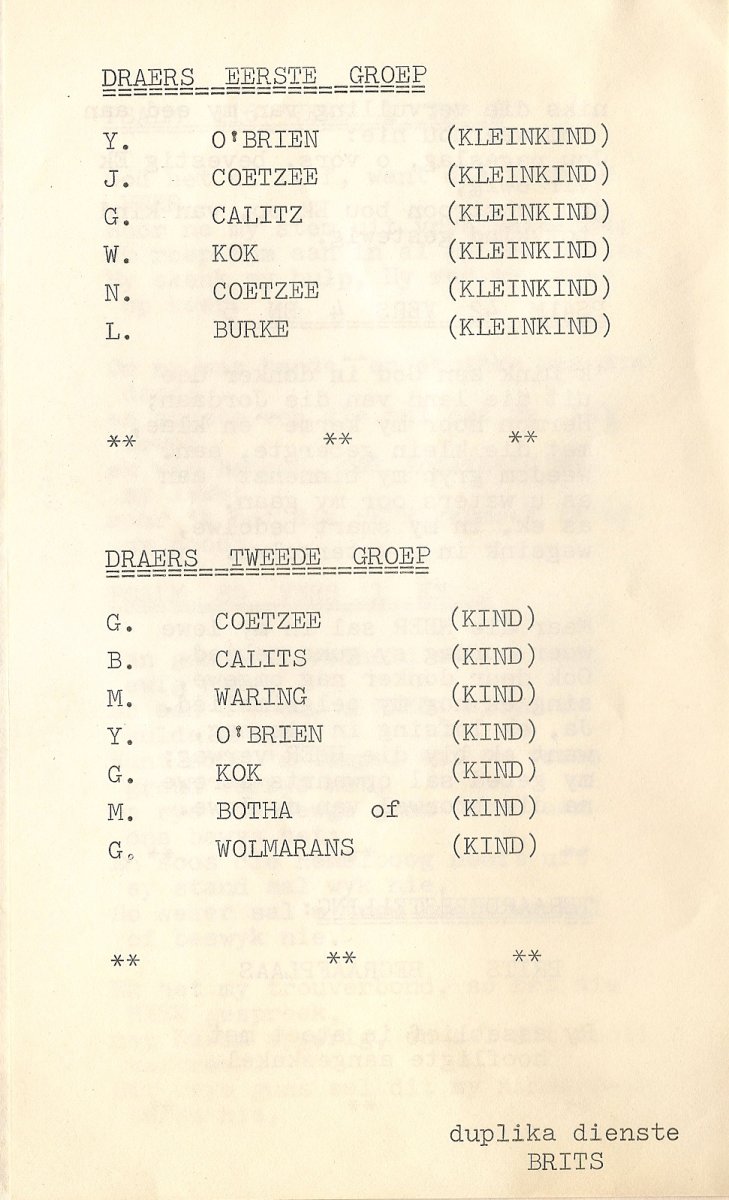 DRAERS EERSTE GROEP
Y. O'BRIEN (KLEINKIND)
J. COETZEE (KLEINKIND)
G. CALITZ (KLEINKIND)
W. KOK (KLEINKIND)
N. COETZEE (KLEINKIND)
L. BURKE (KLEINKIND)
** ** **
DRAERS TWEEDE GROEP
G. COETZEE (KIND)
B. CALITS (KIND)
M. WARING (KIND)
Y. O'BRIEN (KIND)
G. KOK (KIND)
M. BOTHA of (KIND)
G. WOLMARANS (KIND)
** ** **
duplika dienste
BRITS